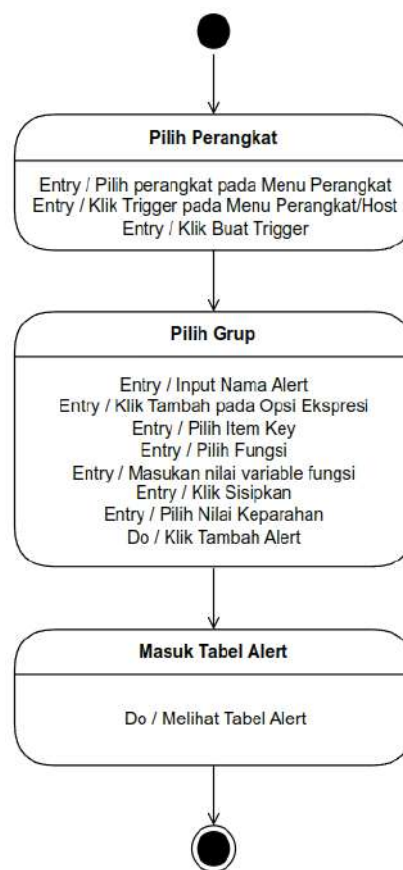 Pilih Perangkat
Entry / Pilih perangkat pada Menu Perangkat
Entry / Klik Trigger pada Menu Perangkat/Host
Entry / Klik Buat Trigger
Pilih Grup
Entry / Input Nama Alert
Entry / Klik Tambah pada Opsi Ekspresi
Entry / Pilih Item Key
Entry / Pilih Fungsi
Entry / Masukan nilai variable fungsi
Entry / Klik Sisipkan
Entry / Pilih Nilai Keparahan
Do / Klik Tambah Alert
Masuk Tabel Alert
Do / Melihat Tabel Alert